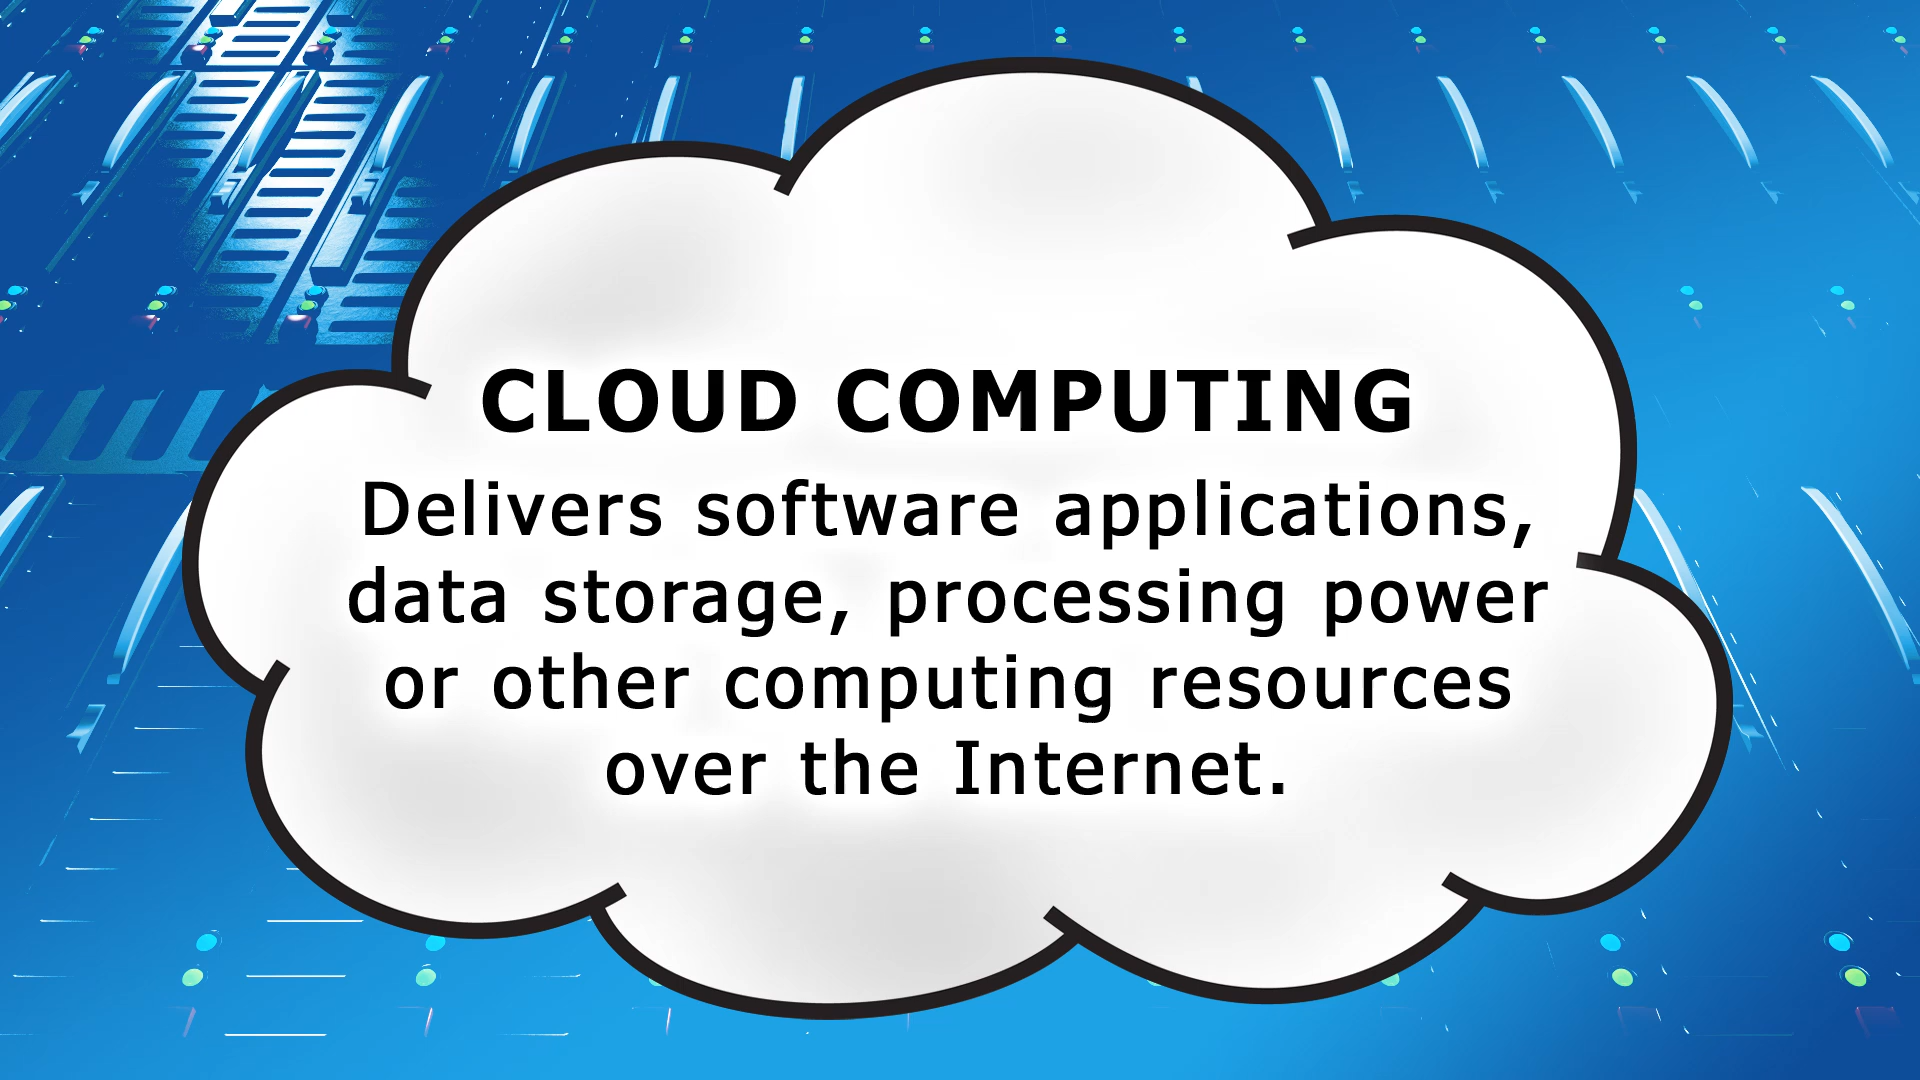 CLOUD COMPUTING
Delivers software applications,
data storage, processing power
or other computing resources
over the Internet.